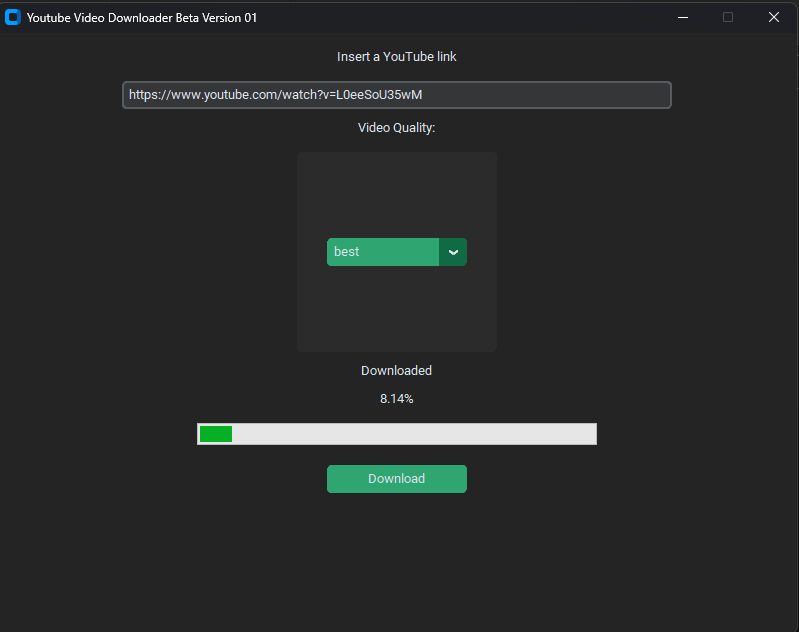 Youtube Video Downloader Beta Version 01
Insert a YouTube link
https://www.youtube.com/watch?v=L0eeSoU35wM
Video Quality:
best
Downloaded
8.14%
Download